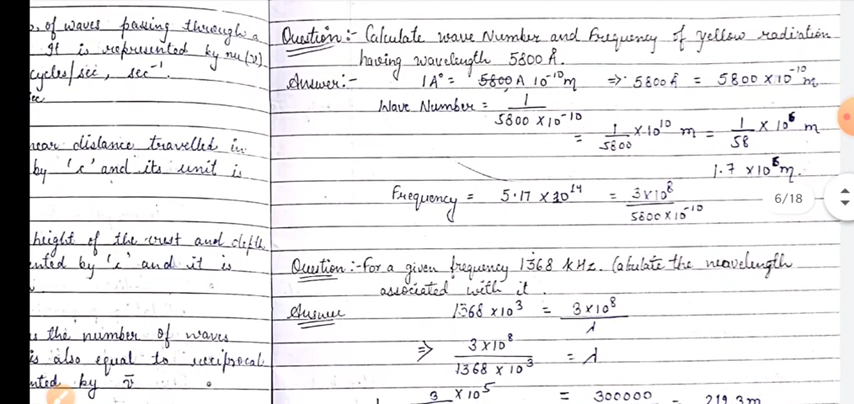 of waves passing through a
It is represented by nu(ν)
cycles/sec, sec⁻¹.
near distance travelled in
by 'c' and its unit is
height of the crest and depth
ented by 'i' and it is
the number of waves
is also equal to reciprocal
nted by ν̅
Question:- Calculate wave Number and Frequency of yellow radiation
having wavelength 5800 Å.
Answer:- 1A° = 10⁻¹⁰m ⇒ 5800Å = 5800 × 10⁻¹⁰ m
Wave Number = 1 / 5800 × 10⁻¹⁰
= 1/5800 × 10¹⁰ m = 1/58 × 10⁸ m
1.7 × 10⁶ m.
Frequency = 5.17 × 10¹⁴ = 3×10⁸ / 5800 × 10⁻¹⁰
6/18
Question:- For a given frequency 1368 kHz. Calculate the wavelength
associated with it.
Answer 1368 × 10³ = 3×10⁸ / λ
⇒ 3×10⁸ / 1368 × 10³ = λ
3 × 10⁵ = 300000 = 219.3m